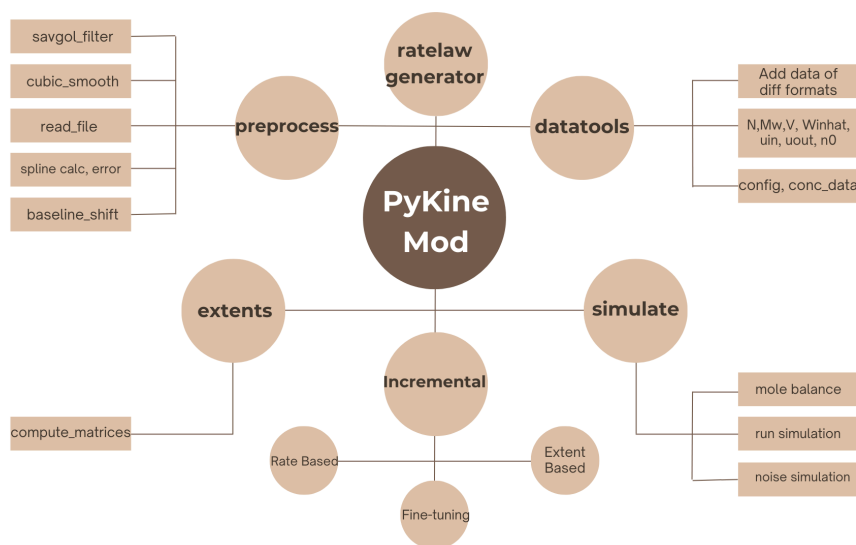 savgol_filter
cubic_smooth
read_file
spline calc, error
baseline_shift
preprocess
ratelaw
generator
datatools
Add data of
diff formats
N,Mw,V, Winhat,
uin, uout, n0
config, conc_data
PyKine
Mod
extents
compute_matrices
Incremental
Rate Based
Fine-tuning
Extent
Based
simulate
mole balance
run simulation
noise simulation